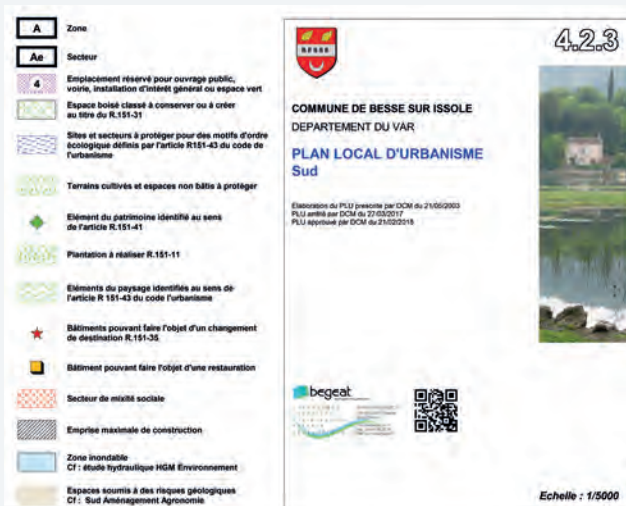 A
Zone
Ae
Secteur
4
Emplacement réservé pour ouvrage public,
voirie, installation d'intérêt général ou espace vert
Espace boisé classé à conserver ou à créer
au titre du R.151-31
Sites et secteurs à protéger pour des motifs d'ordre
écologique définis par l'article R151-43 du code de
l'urbanisme
Terrains cultivés et espaces non bâtis à protéger
Elément du patrimoine identifié au sens
de l'article R.151-41
Plantation à réaliser R.151-11
Eléments du paysage identifiés au sens de
l'article R 151-43 du code l'urbanisme
Bâtiments pouvant faire l'objet d'un changement
de destination R.151-35
Bâtiment pouvant faire l'objet d'une restauration
Secteur de mixité sociale
Emprise maximale de construction
Zone inondable
Cf : étude hydraulique HGM Environnement
Espaces soumis à des risques géologiques
Cf : Sud Aménagement Agronomie
BESSE
4.2.3
COMMUNE DE BESSE SUR ISSOLE
DEPARTEMENT DU VAR
PLAN LOCAL D'URBANISME
Sud
Elaboration du PLU prescrite par DCM du 21/05/2003
PLU arrêté par DCM du 27/03/2017
PLU approuvé par DCM du 21/02/2018
begeat
Echelle : 1/5000